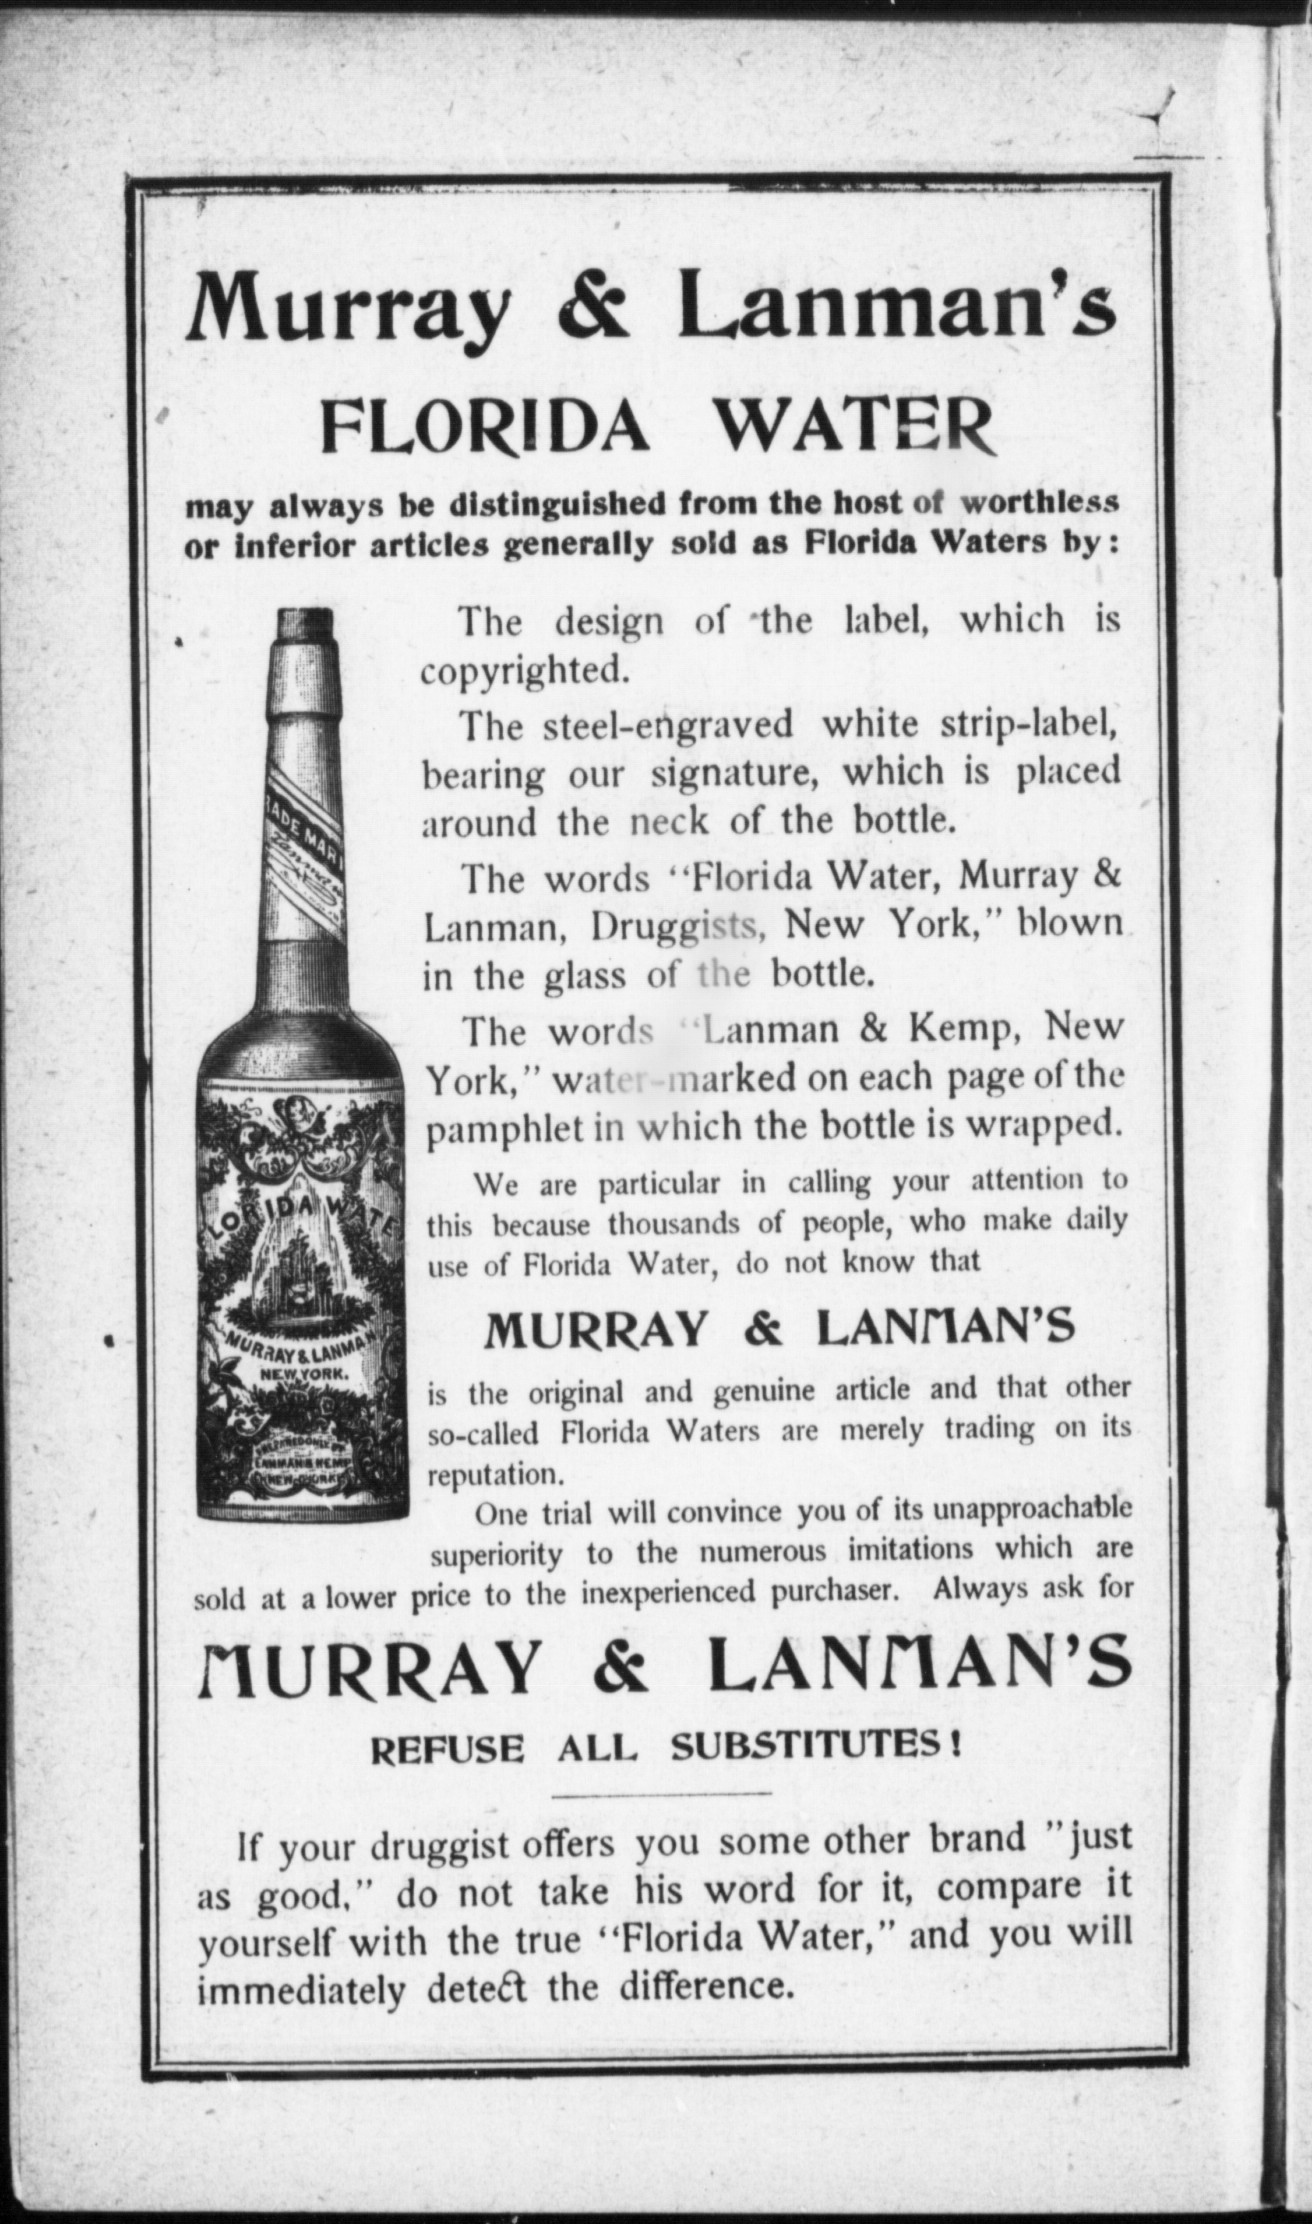 Murray & Lanman's
FLORIDA WATER
may always be distinguished from the host of worthless
or inferior articles generally sold as Florida Waters by:
The design of the label, which is
copyrighted.
The steel-engraved white strip-label,
bearing our signature, which is placed
around the neck of the bottle.
The words "Florida Water, Murray &
Lanman, Druggists, New York," blown
in the glass of the bottle.
The words "Lanman & Kemp, New
York," water-marked on each page of the
pamphlet in which the bottle is wrapped.
We are particular in calling your attention to
this because thousands of people, who make daily
use of Florida Water, do not know that
MURRAY & LANMAN'S
is the original and genuine article and that other
so-called Florida Waters are merely trading on its
reputation.
One trial will convince you of its unapproachable
superiority to the numerous imitations which are
sold at a lower price to the inexperienced purchaser. Always ask for
MURRAY & LANMAN'S
REFUSE ALL SUBSTITUTES!
If your druggist offers you some other brand "just
as good," do not take his word for it, compare it
yourself with the true "Florida Water," and you will
immediately detect the difference.
RADE MAR
LORIDA WATE
MURRAY & LANMAN
NEW YORK.
PREPARED ONLY BY
LANMAN & KEMP
NEW-YORK